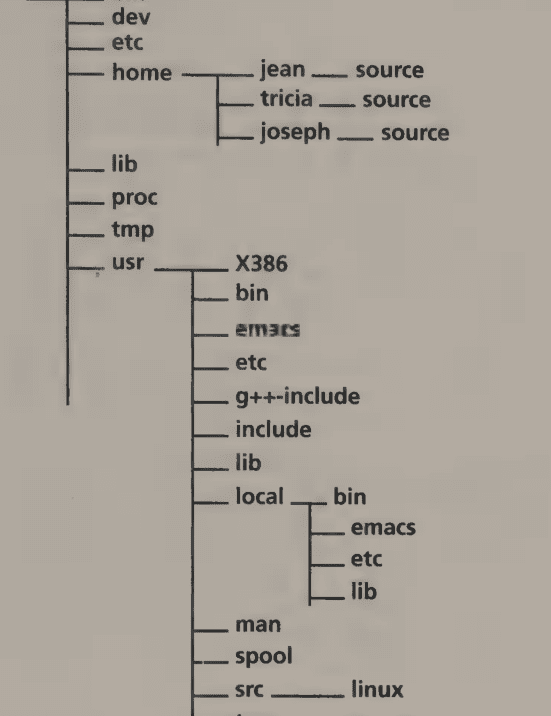 dev
etc
home jean source
tricia source
joseph source
lib
proc
tmp
usr X386
bin
emacs
etc
g++-include
include
lib
local bin
emacs
etc
lib
man
spool
src linux